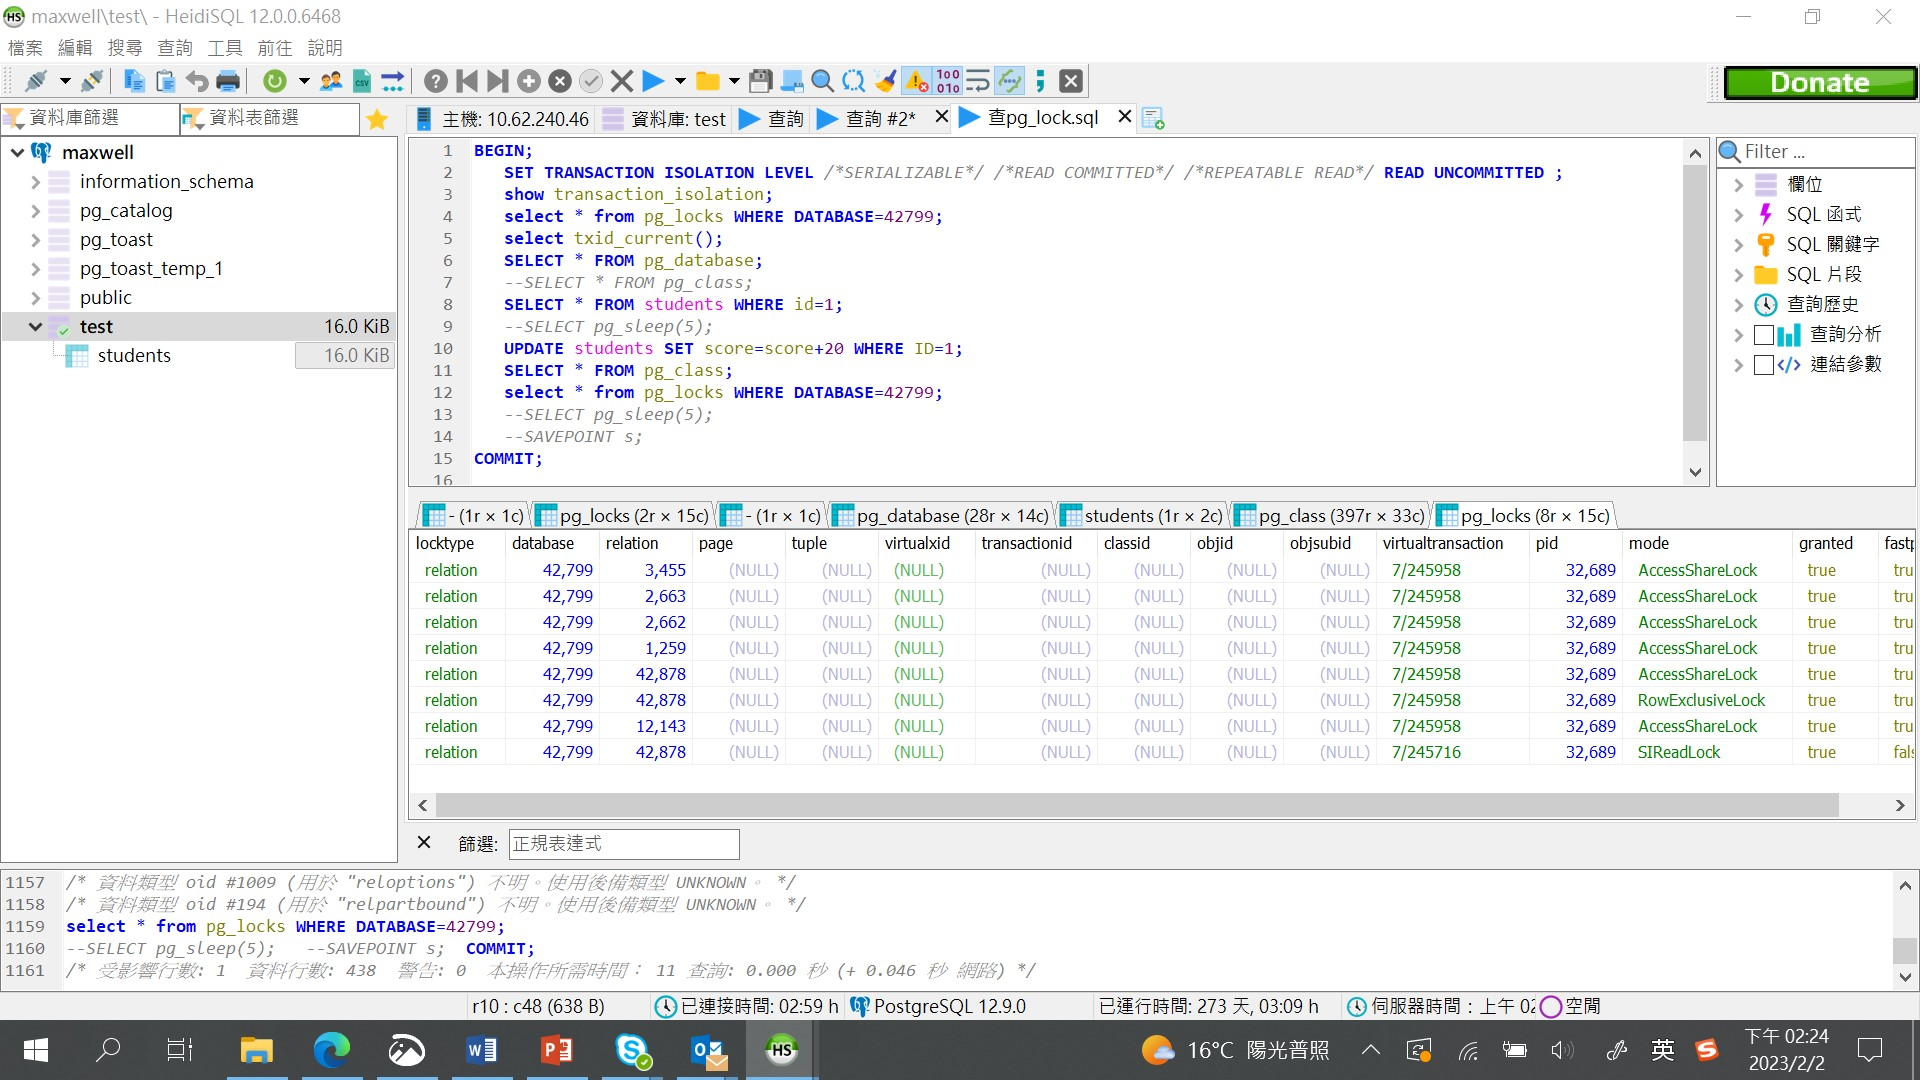 maxwell\test\ - HeidiSQL 12.0.0.6468
檔案 編輯 搜尋 查詢 工具 前往 說明
Donate
資料庫篩選 資料表篩選
主機: 10.62.240.46 資料庫: test 查詢 查詢 #2* 查pg_lock.sql
maxwell
information_schema
pg_catalog
pg_toast
pg_toast_temp_1
public
test 16.0 KiB
students 16.0 KiB
1 BEGIN;
2 SET TRANSACTION ISOLATION LEVEL /*SERIALIZABLE*/ /*READ COMMITTED*/ /*REPEATABLE READ*/ READ UNCOMMITTED ;
3 show transaction_isolation;
4 select * from pg_locks WHERE DATABASE=42799;
5 select txid_current();
6 SELECT * FROM pg_database;
7 --SELECT * FROM pg_class;
8 SELECT * FROM students WHERE id=1;
9 --SELECT pg_sleep(5);
10 UPDATE students SET score=score+20 WHERE ID=1;
11 SELECT * FROM pg_class;
12 select * from pg_locks WHERE DATABASE=42799;
13 --SELECT pg_sleep(5);
14 --SAVEPOINT s;
15 COMMIT;
16
Filter ...
欄位
SQL 函式
SQL 關鍵字
SQL 片段
查詢歷史
查詢分析
連結參數
- (1r × 1c) pg_locks (2r × 15c) - (1r × 1c) pg_database (28r × 14c) students (1r × 2c) pg_class (397r × 33c) pg_locks (8r × 15c)
locktype database relation page tuple virtualxid transactionid classid objid objsubid virtualtransaction pid mode granted fastp
relation 42,799 3,455 (NULL) (NULL) (NULL) (NULL) (NULL) (NULL) (NULL) 7/245958 32,689 AccessShareLock true tru
relation 42,799 2,663 (NULL) (NULL) (NULL) (NULL) (NULL) (NULL) (NULL) 7/245958 32,689 AccessShareLock true tru
relation 42,799 2,662 (NULL) (NULL) (NULL) (NULL) (NULL) (NULL) (NULL) 7/245958 32,689 AccessShareLock true tru
relation 42,799 1,259 (NULL) (NULL) (NULL) (NULL) (NULL) (NULL) (NULL) 7/245958 32,689 AccessShareLock true tru
relation 42,799 42,878 (NULL) (NULL) (NULL) (NULL) (NULL) (NULL) (NULL) 7/245958 32,689 AccessShareLock true tru
relation 42,799 42,878 (NULL) (NULL) (NULL) (NULL) (NULL) (NULL) (NULL) 7/245958 32,689 RowExclusiveLock true tru
relation 42,799 12,143 (NULL) (NULL) (NULL) (NULL) (NULL) (NULL) (NULL) 7/245958 32,689 AccessShareLock true tru
relation 42,799 42,878 (NULL) (NULL) (NULL) (NULL) (NULL) (NULL) (NULL) 7/245716 32,689 SIReadLock true fals
篩選: 正規表達式
1157 /* 資料類型 oid #1009 (用於 "reloptions") 不明。使用後備類型 UNKNOWN。 */
1158 /* 資料類型 oid #194 (用於 "relpartbound") 不明。使用後備類型 UNKNOWN。 */
1159 select * from pg_locks WHERE DATABASE=42799;
1160 --SELECT pg_sleep(5); --SAVEPOINT s; COMMIT;
1161 /* 受影響行數: 1 資料行數: 438 警告: 0 本操作所需時間： 11 查詢: 0.000 秒 (+ 0.046 秒 網路) */
r10 : c48 (638 B) 已連接時間: 02:59 h PostgreSQL 12.9.0 已運行時間: 273 天, 03:09 h 伺服器時間：上午 02 空閒
16°C 陽光普照 英 下午 02:24
2023/2/2